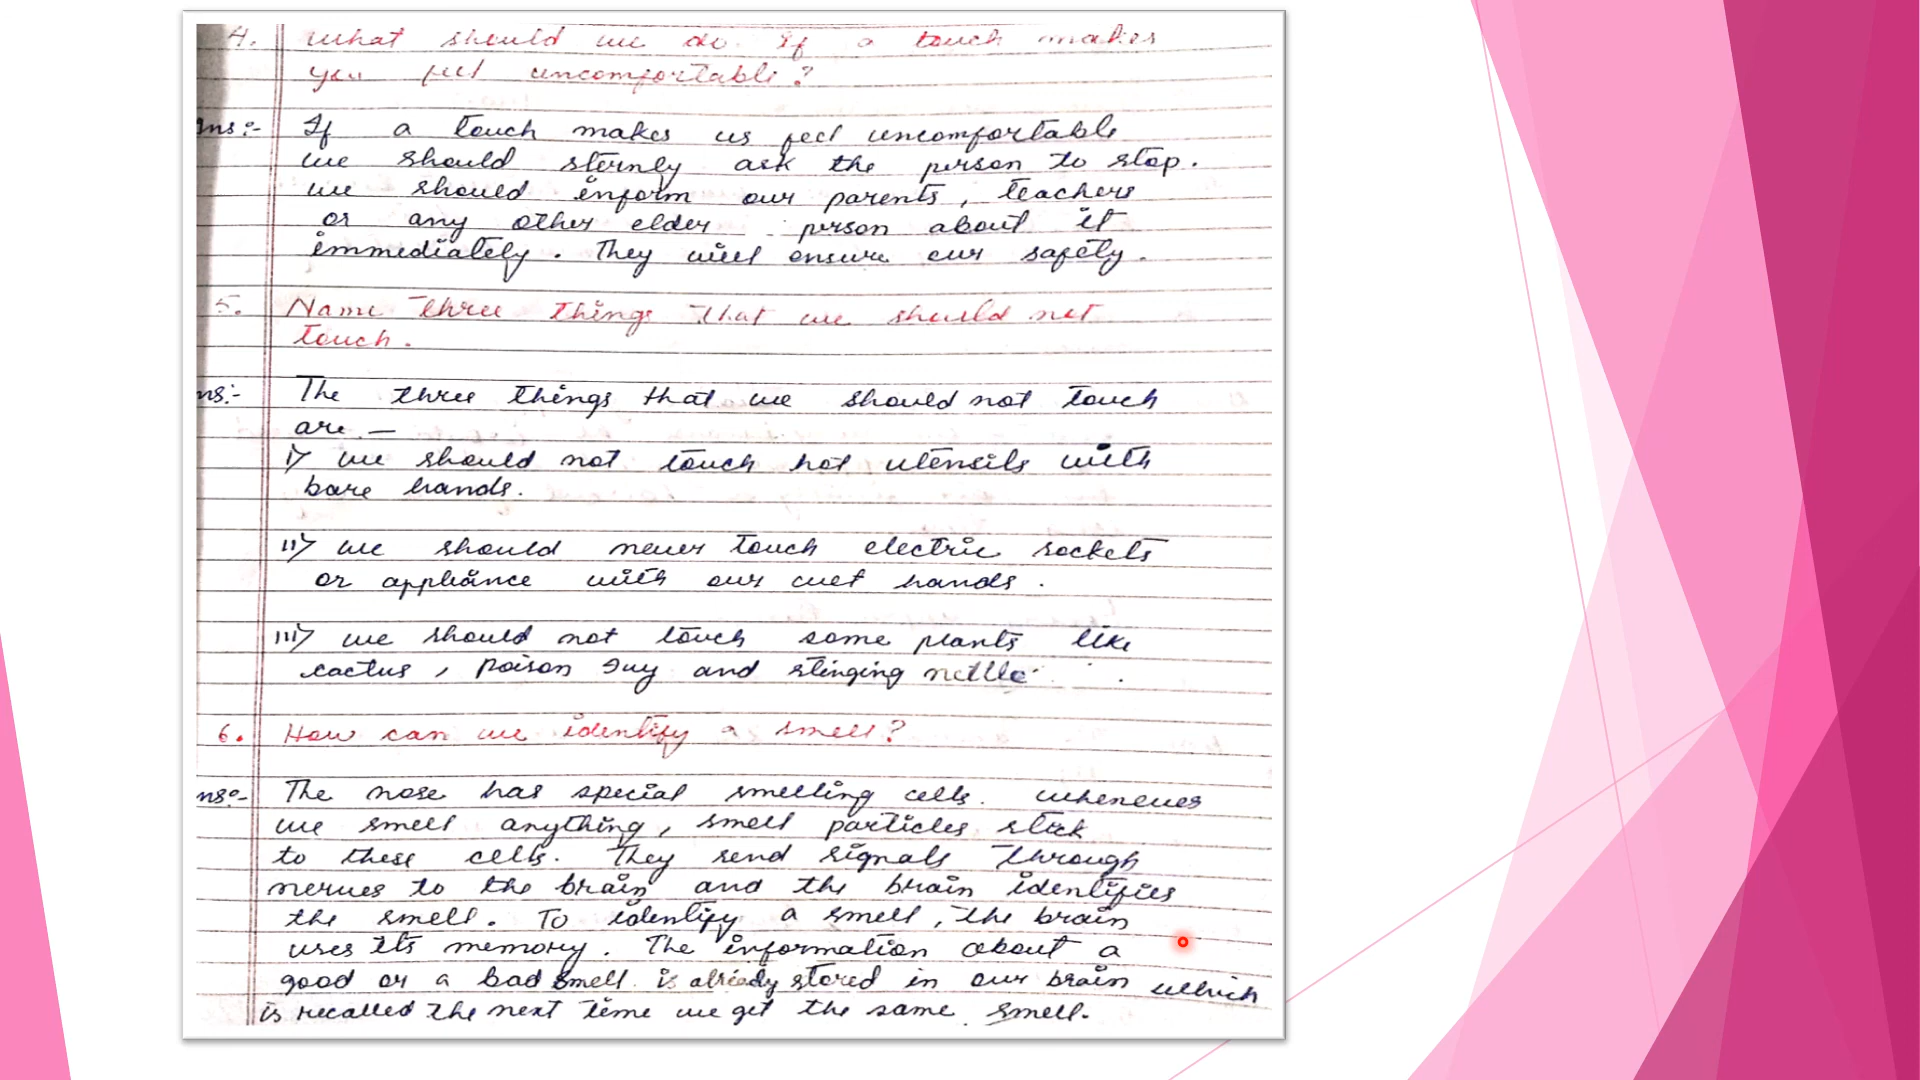 4. What should we do if a touch makes
you feel uncomfortable?
Ans:- If a touch makes us feel uncomfortable
we should sternly ask the person to stop.
we should inform our parents, teachers
or any other elder person about it
immediately. They will ensure our safety.
5. Name three things that we should not
touch.
ns:- The three things that we should not touch
are. —
i) we should not touch hot utensils with
bare hands.
ii) we should never touch electric sockets
or appliance with our wet hands.
iii) we should not touch some plants like
cactus, poison Ivy and stinging nettle.
6. How can we identify a smell?
ns:- The nose has special smelling cells. whenever
we smell anything, smell particles stick
to these cells. They send signals through
nerves to the brain and the brain identifies
the smell. To identify a smell, the brain
uses its memory. The information about a
good or a bad smell is already stored in our brain which
is recalled the next time we get the same smell.